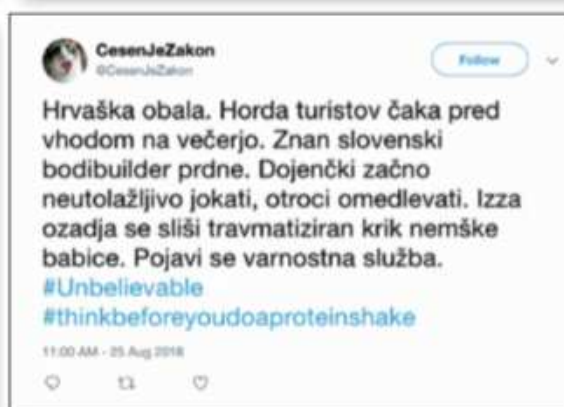 CesenJeZakon
@CesenJeZakon
Follow
Hrvaška obala. Horda turistov čaka pred
vhodom na večerjo. Znan slovenski
bodibuilder prdne. Dojenčki začno
neutolažljivo jokati, otroci omedlevati. Izza
ozadja se sliši travmatiziran krik nemške
babice. Pojavi se varnostna služba.
#Unbelievable
#thinkbeforeyoudoaproteinshake
11:00 AM - 25 Aug 2018